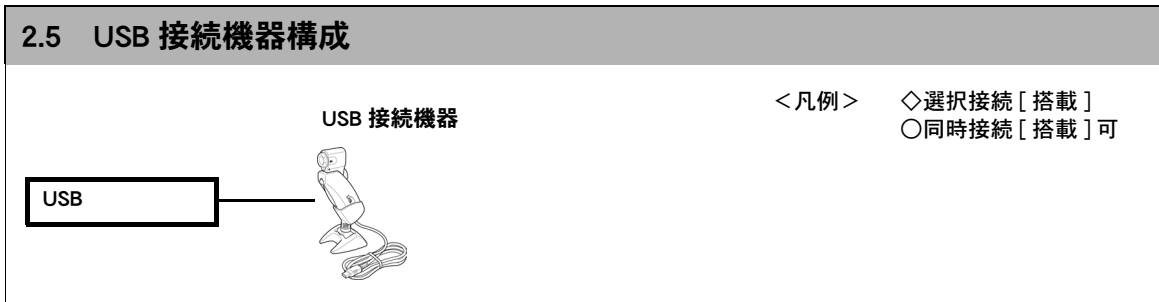 2.5 USB 接続機器構成
<凡例> ◇選択接続 [ 搭載 ]
○同時接続 [ 搭載 ] 可
USB 接続機器
USB